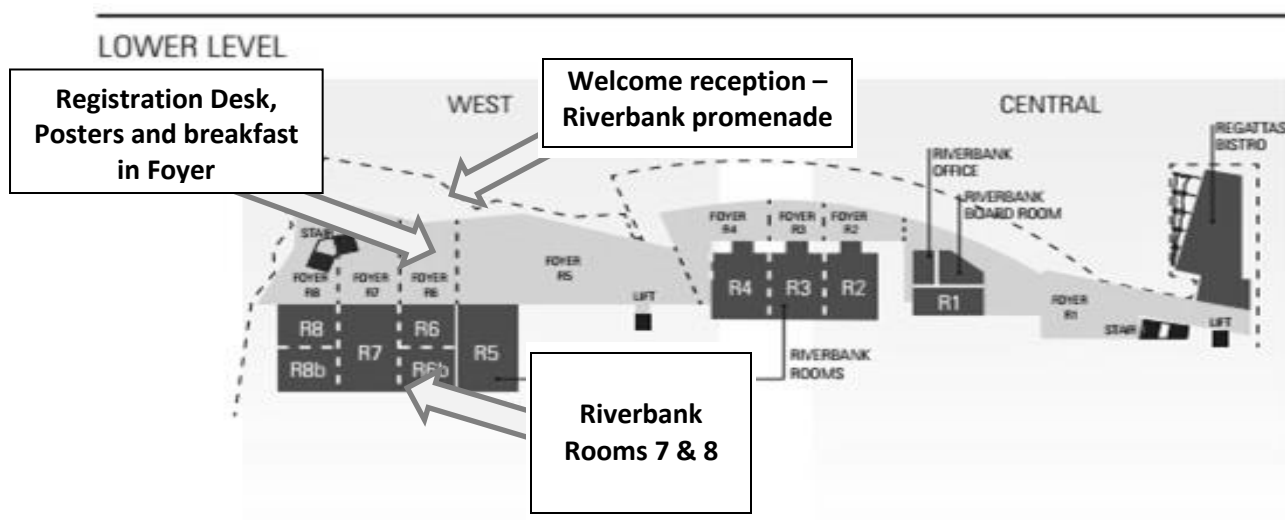 LOWER LEVEL
Registration Desk,
Posters and breakfast
in Foyer
Welcome reception –
Riverbank promenade
WEST
CENTRAL
REGATTAS
BISTRO
RIVERBANK
OFFICE
RIVERBANK
BOARD ROOM
STAIR
FOYER
R8
FOYER
R7
FOYER
R6
FOYER
R5
FOYER
R4
FOYER
R3
FOYER
R2
FOYER
R1
LIFT
STAIR
LIFT
R8
R8b
R7
R6
R6b
R5
R4
R3
R2
R1
RIVERBANK
ROOMS
Riverbank
Rooms 7 & 8